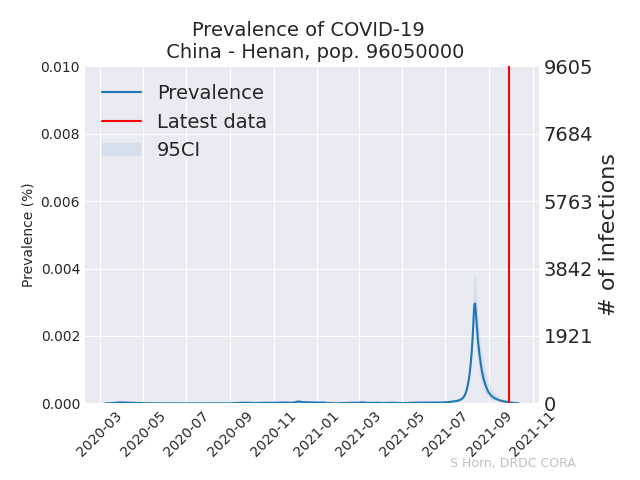 Prevalence of COVID-19
China - Henan, pop. 96050000
Prevalence
Latest data
95CI
Prevalence (%)
0.010
0.008
0.006
0.004
0.002
0.000
9605
7684
5763
3842
1921
0
# of infections
2020-03
2020-05
2020-07
2020-09
2020-11
2021-01
2021-03
2021-05
2021-07
2021-09
2021-11
S Horn, DRDC CORA